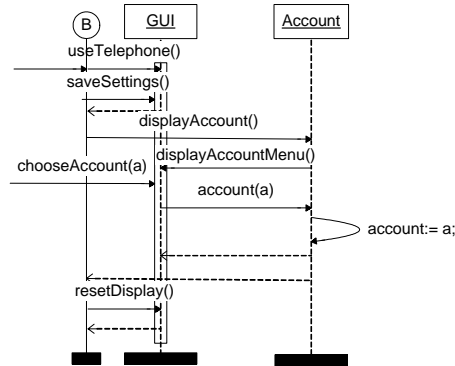 B
GUI
Account
useTelephone()
saveSettings()
displayAccount()
displayAccountMenu()
chooseAccount(a)
account(a)
account:= a;
resetDisplay()